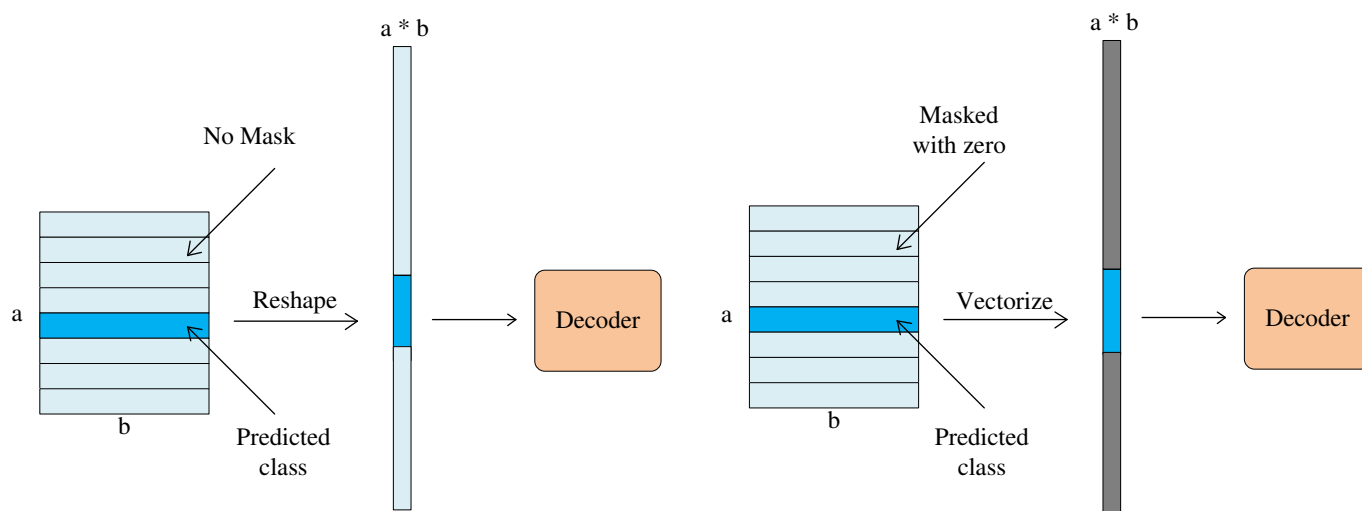 a * b
No Mask
a
Reshape
Decoder
b
Predicted
class
a * b
Masked
with zero
a
Vectorize
Decoder
b
Predicted
class